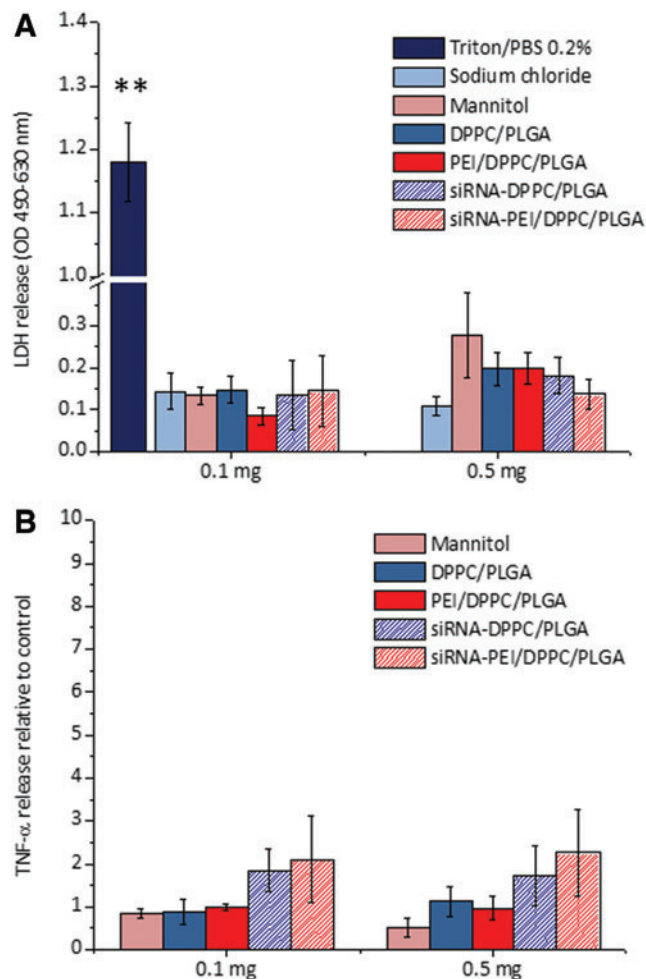 A
LDH release (OD 490-630 nm)
1.4
1.3
1.2
1.1
1.0
0.3
0.2
0.1
0.0
**
Triton/PBS 0.2%
Sodium chloride
Mannitol
DPPC/PLGA
PEI/DPPC/PLGA
siRNA-DPPC/PLGA
siRNA-PEI/DPPC/PLGA
0.1 mg
0.5 mg
B
TNF-α release relative to control
10
9
8
7
6
5
4
3
2
1
0
Mannitol
DPPC/PLGA
PEI/DPPC/PLGA
siRNA-DPPC/PLGA
siRNA-PEI/DPPC/PLGA
0.1 mg
0.5 mg